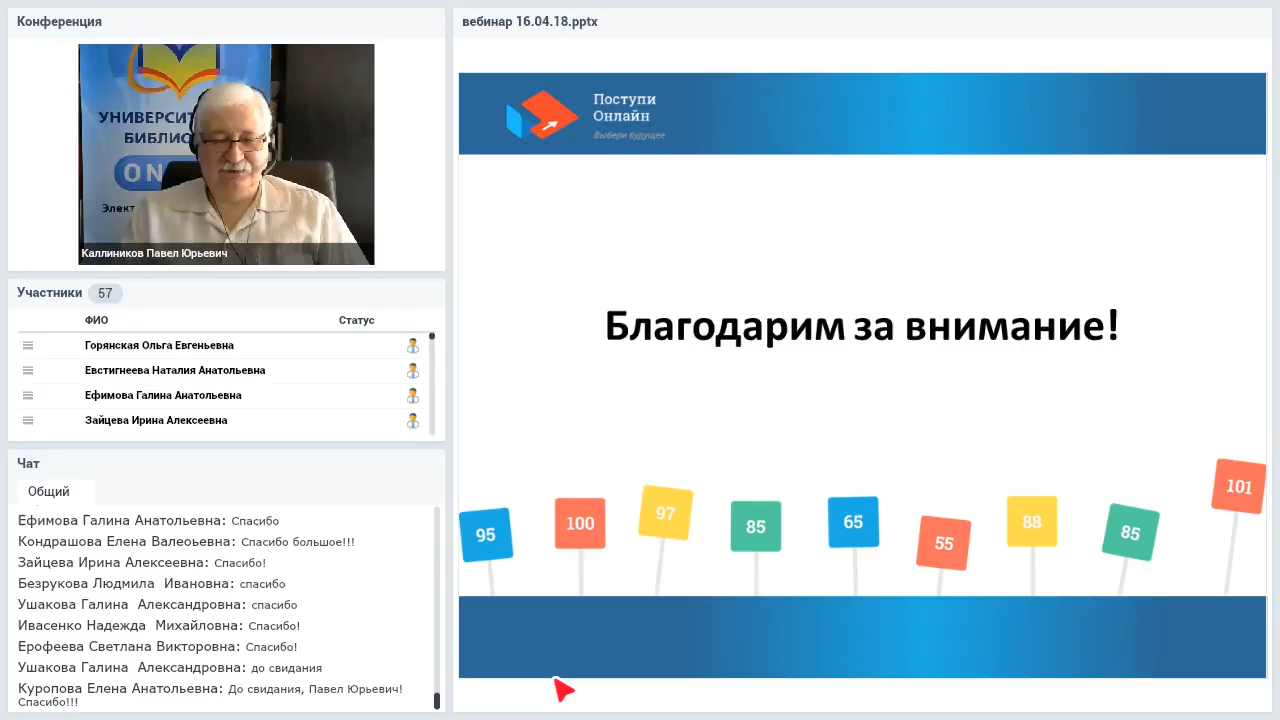 Конференция
УНИВЕРСИТ
БИБЛИО
ON
Элект
Каллиников Павел Юрьевич
Участники 57
ФИО Статус
Горянская Ольга Евгеньевна
Евстигнеева Наталия Анатольевна
Ефимова Галина Анатольевна
Зайцева Ирина Алексеевна
Чат
Общий
Ефимова Галина Анатольевна: Спасибо
Кондрашова Елена Валеоьевна: Спасибо большое!!!
Зайцева Ирина Алексеевна: Спасибо!
Безрукова Людмила Ивановна: спасибо
Ушакова Галина Александровна: спасибо
Ивасенко Надежда Михайловна: Спасибо!
Ерофеева Светлана Викторовна: Спасибо!
Ушакова Галина Александровна: до свидания
Куропова Елена Анатольевна: До свидания, Павел Юрьевич!
Спасибо!!!
вебинар 16.04.18.pptx
Поступи
Онлайн
Выбери будущее
Благодарим за внимание!
95 100 97 85 65 55 88 85 101